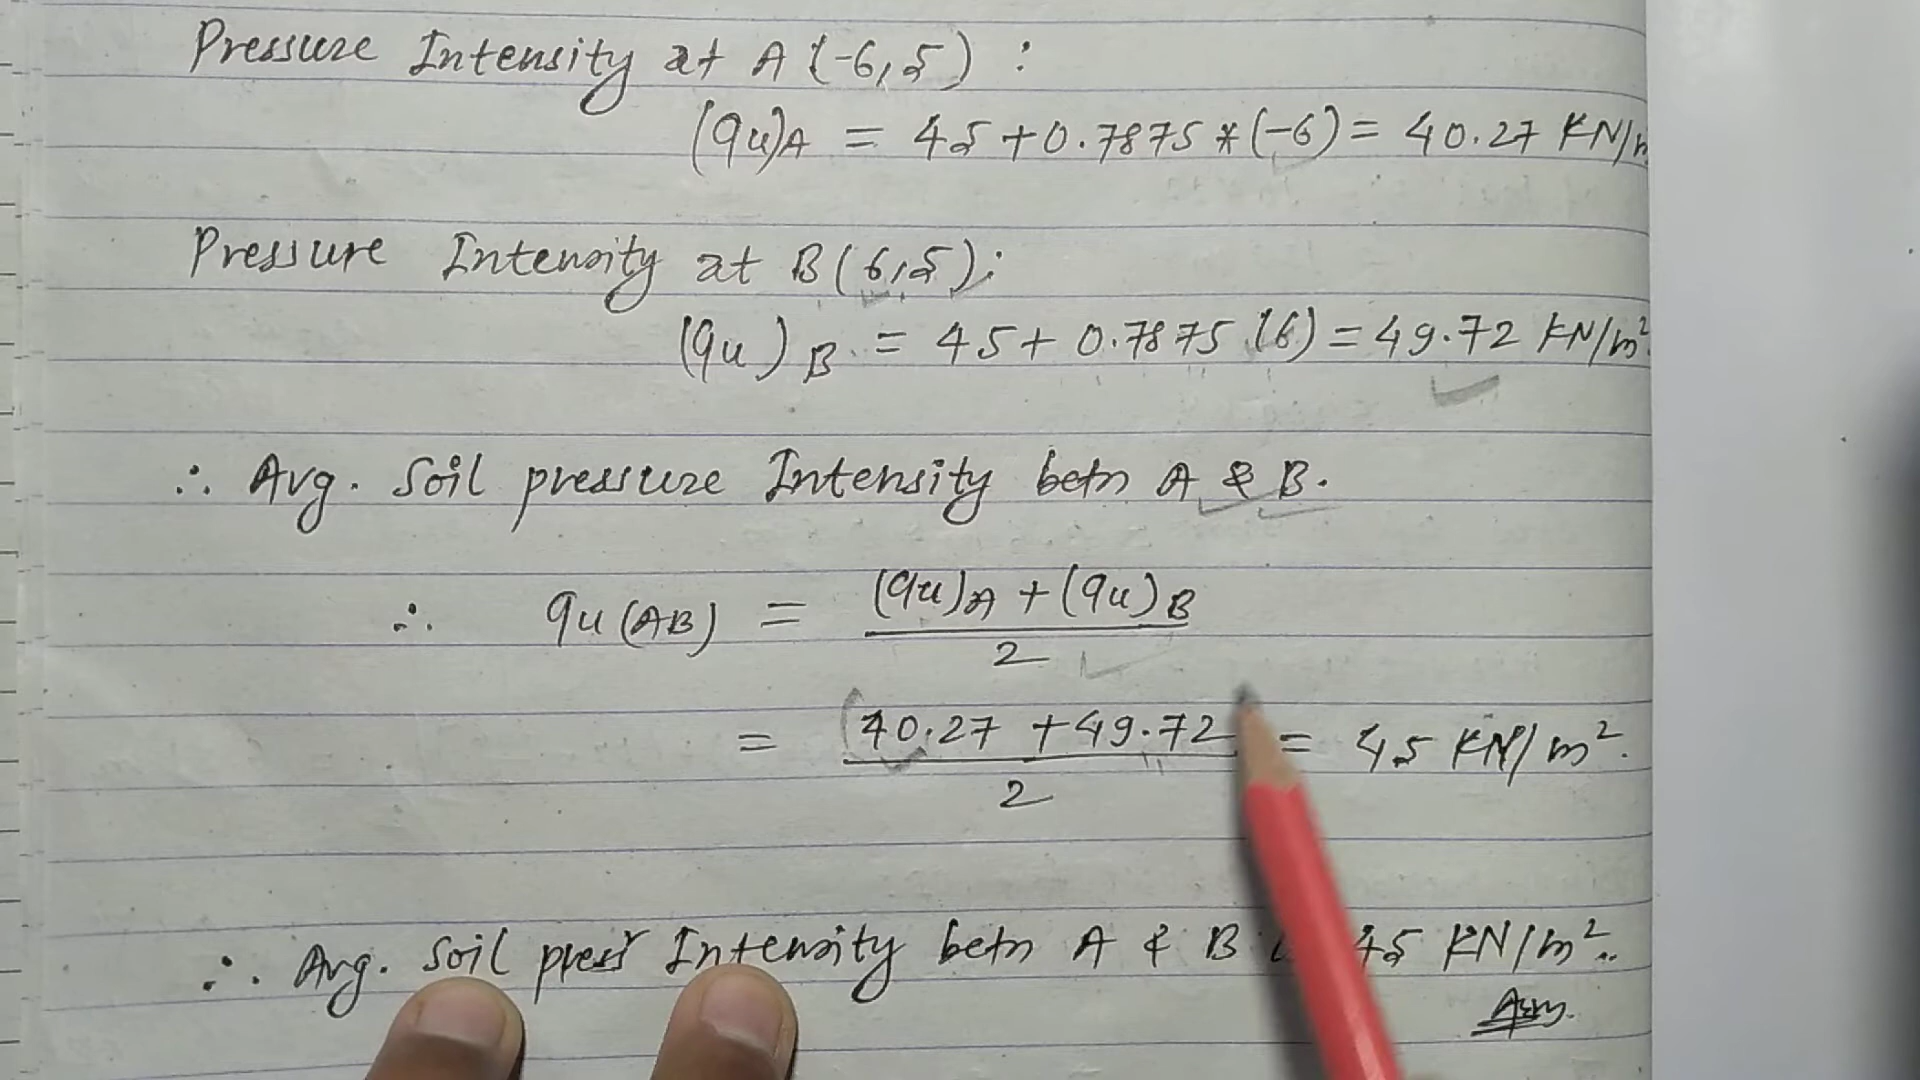 Pressure Intensity at A (-6,5) :
(qu)A = 45 + 0.7875 * (-6) = 40.27 KN/m
Pressure Intensity at B (6,5) :
(qu) B = 45 + 0.7875 (6) = 49.72 KN/m²
∴ Avg. Soil pressure Intensity betn A & B.
∴ qu (AB) = (qu)A + (qu)B
2
= (40.27 + 49.72 = 45 KN/m².
2
∴ Avg. Soil press^r Intensity betn A & B 45 KN/m².
Ans.